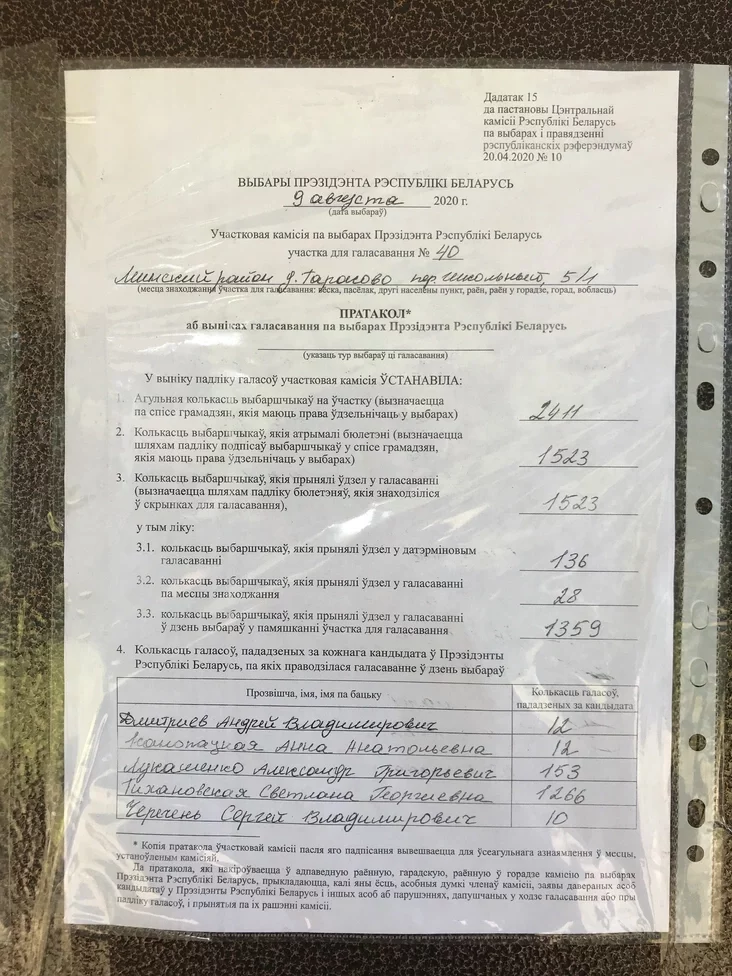 Дадатак 15
да пастановы Цэнтральнай
камісіі Рэспублікі Беларусь
па выбарах і правядзенні
рэспубліканскіх рэферэндумаў
20.04.2020 № 10
ВЫБАРЫ ПРЭЗІДЭНТА РЭСПУБЛІКІ БЕЛАРУСЬ
9 августа 2020 г.
(дата выбараў)
Участковая камісія па выбарах Прэзідэнта Рэспублікі Беларусь
участка для галасавання № 40
Минский район д. Тарасово пер. Школьный, 5/1
(месца знаходжання ўчастка для галасавання: вёска, пасёлак, другі населены пункт, раён, раён у горадзе, горад, вобласць)
ПРАТАКОЛ*
аб выніках галасавання па выбарах Прэзідэнта Рэспублікі Беларусь
(указаць тур выбараў ці галасавання)
У выніку падліку галасоў участковая камісія ЎСТАНАВІЛА:
1. Агульная колькасць выбаршчыкаў на ўчастку (вызначаецца
па спісе грамадзян, якія маюць права ўдзельнічаць у выбарах) 2411
2. Колькасць выбаршчыкаў, якія атрымалі бюлетэні (вызначаецца
шляхам падліку подпісаў выбаршчыкаў у спісе грамадзян,
якія маюць права ўдзельнічаць у выбарах) 1523
3. Колькасць выбаршчыкаў, якія прынялі ўдзел у галасаванні
(вызначаецца шляхам падліку бюлетэняў, якія знаходзіліся
ў скрынках для галасавання), 1523
у тым ліку:
3.1. колькасць выбаршчыкаў, якія прынялі ўдзел у датэрміновым
галасаванні 136
3.2. колькасць выбаршчыкаў, якія прынялі ўдзел у галасаванні
па месцы знаходжання 28
3.3. колькасць выбаршчыкаў, якія прынялі ўдзел у галасаванні
ў дзень выбараў у памяшканні ўчастка для галасавання 1359
4. Колькасць галасоў, пададзеных за кожнага кандыдата ў Прэзідэнты
Рэспублікі Беларусь, па якіх праводзілася галасаванне ў дзень выбараў
Прозвішча, імя, імя па бацьку Колькасць галасоў,
пададзеных за кандыдата
Дмитриев Андрей Владимирович 12
Канопацкая Анна Анатольевна 12
Лукашенко Александр Григорьевич 153
Тихановская Светлана Георгиевна 1266
Черечень Сергей Владимирович 10
* Копія пратакола ўчастковай камісіі пасля яго падпісання вывешваецца для ўсеагульнага азнаямлення ў месцы,
устаноўленым камісіяй.
Да пратакола, які накіроўваецца ў адпаведную раённую, гарадскую, раённую ў горадзе камісію па выбарах
Прэзідэнта Рэспублікі Беларусь, прыкладаюцца, калі яны ёсць, асобныя думкі членаў камісіі, заявы давераных асоб
кандыдатаў у Прэзідэнты Рэспублікі Беларусь і іншых асоб аб парушэннях, дапушчаных у ходзе галасавання або пры
падліку галасоў, і прынятыя па іх рашэнні камісіі.